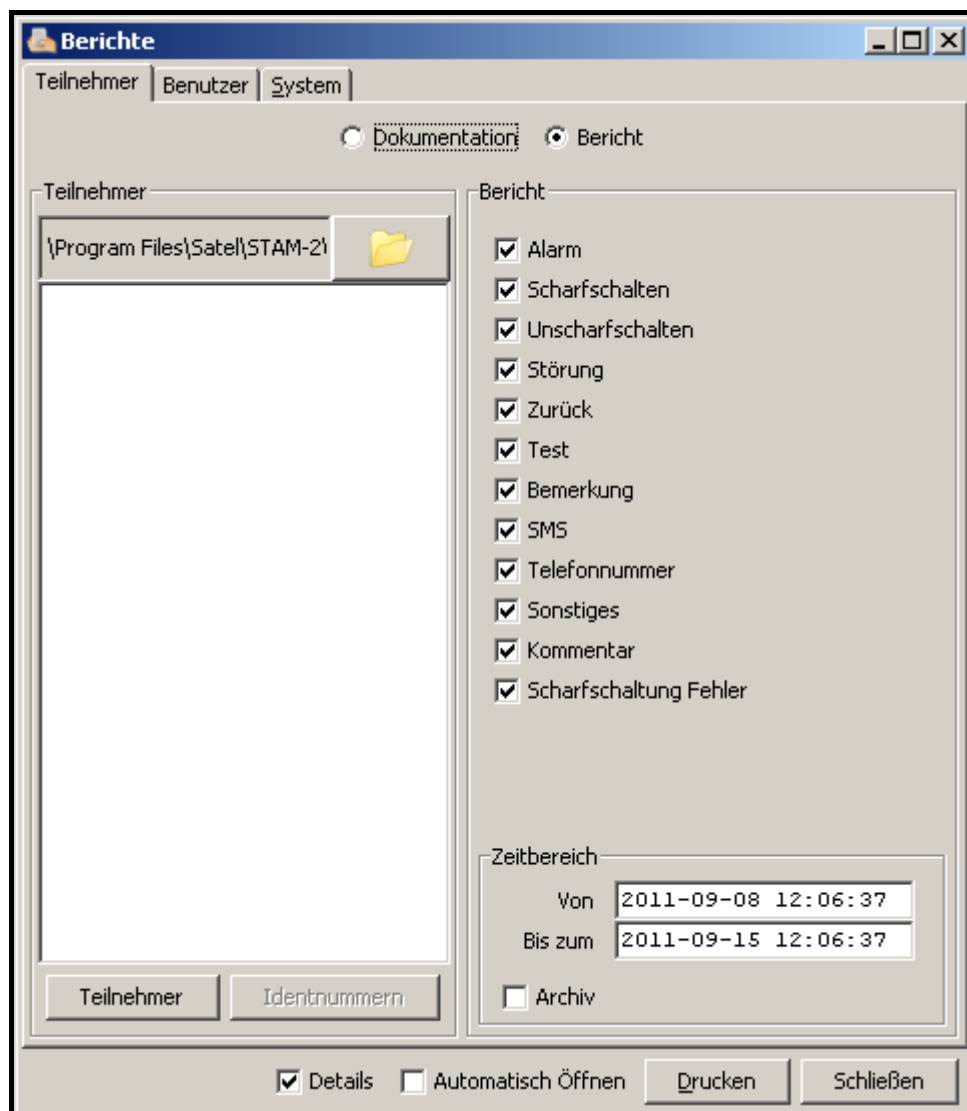 Berichte
Teilnehmer Benutzer System
Dokumentation Bericht
Teilnehmer
\Program Files\Satel\STAM-2\
Teilnehmer Identnummern
Bericht
Alarm
Scharfschalten
Unscharfschalten
Störung
Zurück
Test
Bemerkung
SMS
Telefonnummer
Sonstiges
Kommentar
Scharfschaltung Fehler
Zeitbereich
Von 2011-09-08 12:06:37
Bis zum 2011-09-15 12:06:37
Archiv
Details Automatisch Öffnen Drucken Schließen